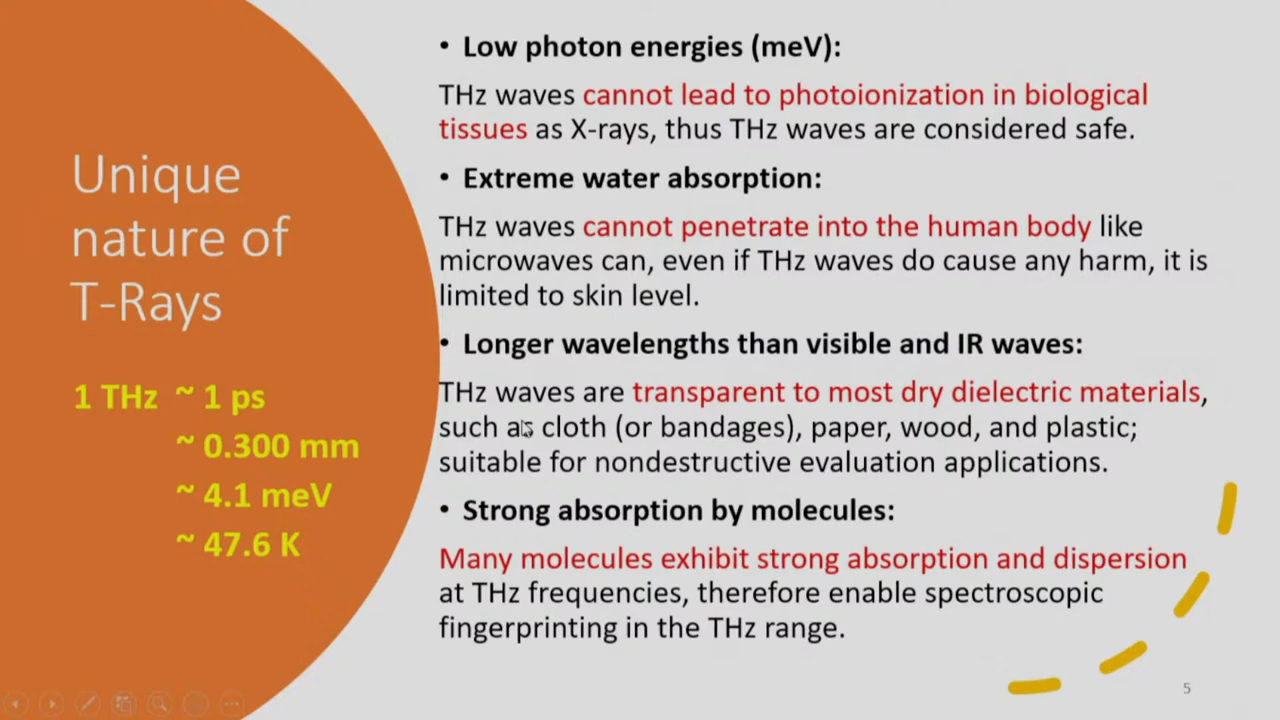 Unique
nature of
T-Rays
1 THz ~ 1 ps
~ 0.300 mm
~ 4.1 meV
~ 47.6 K
• Low photon energies (meV):
THz waves cannot lead to photoionization in biological
tissues as X-rays, thus THz waves are considered safe.
• Extreme water absorption:
THz waves cannot penetrate into the human body like
microwaves can, even if THz waves do cause any harm, it is
limited to skin level.
• Longer wavelengths than visible and IR waves:
THz waves are transparent to most dry dielectric materials,
such as cloth (or bandages), paper, wood, and plastic;
suitable for nondestructive evaluation applications.
• Strong absorption by molecules:
Many molecules exhibit strong absorption and dispersion
at THz frequencies, therefore enable spectroscopic
fingerprinting in the THz range.
5